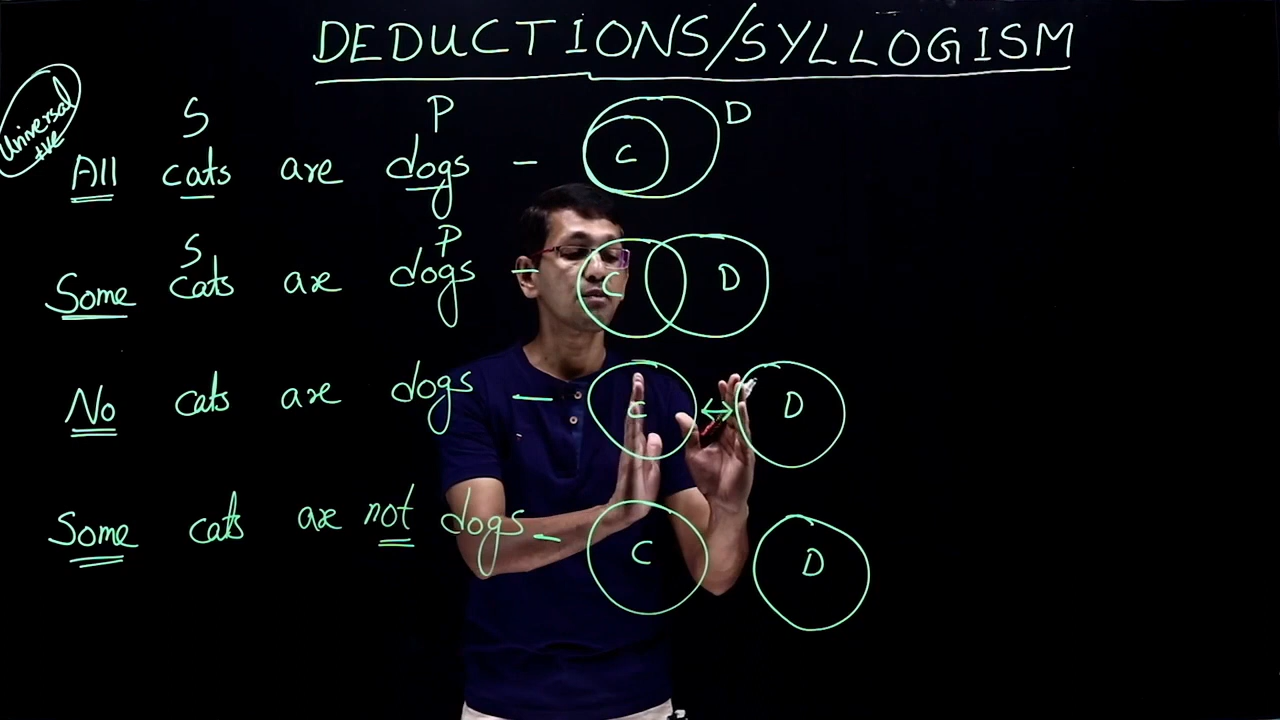 DEDUCTIONS/SYLLOGISM
Universal
+ve
S P
All cats are dogs - C D
S P
Some cats are dogs - C D
No cats are dogs - C ↔ D
Some cats are not dogs - C D